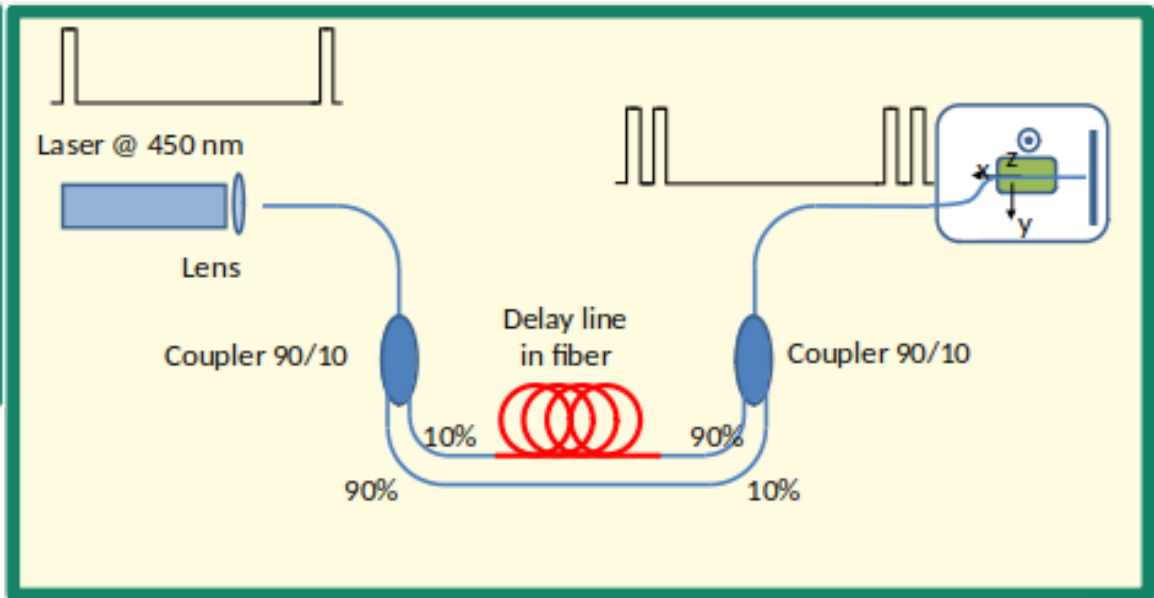 Laser @ 450 nm
Lens
Coupler 90/10
Delay line
in fiber
Coupler 90/10
10%
90%
90%
10%
x
z
y